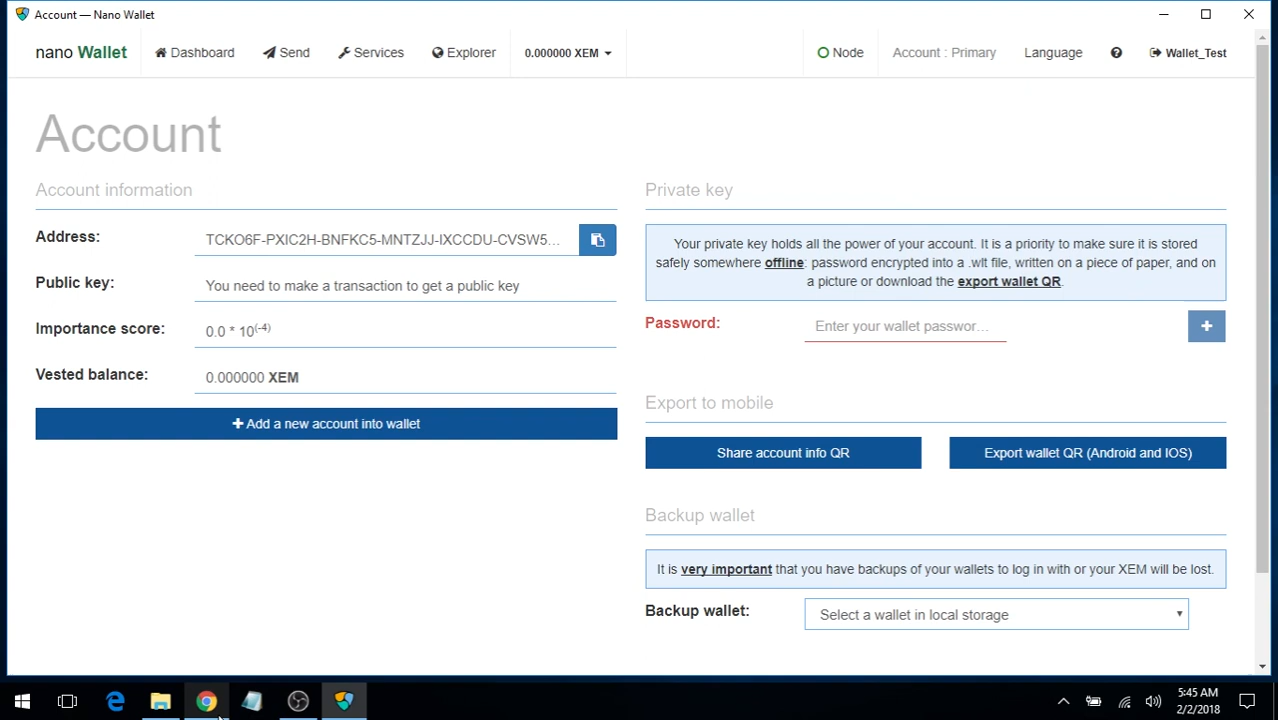 Account — Nano Wallet
nano Wallet
Dashboard
Send
Services
Explorer
0.000000 XEM
Node
Account : Primary
Language
Wallet_Test
Account
Account information
Address:
TCKO6F-PXIC2H-BNFKC5-MNTZJJ-IXCCDU-CVSW5...
Public key:
You need to make a transaction to get a public key
Importance score:
0.0 * 10(-4)
Vested balance:
0.000000 XEM
Add a new account into wallet
Private key
Your private key holds all the power of your account. It is a priority to make sure it is stored
safely somewhere offline: password encrypted into a .wlt file, written on a piece of paper, and on
a picture or download the export wallet QR.
Password:
Enter your wallet passwor...
Export to mobile
Share account info QR
Export wallet QR (Android and IOS)
Backup wallet
It is very important that you have backups of your wallets to log in with or your XEM will be lost.
Backup wallet:
Select a wallet in local storage
5:45 AM
2/2/2018